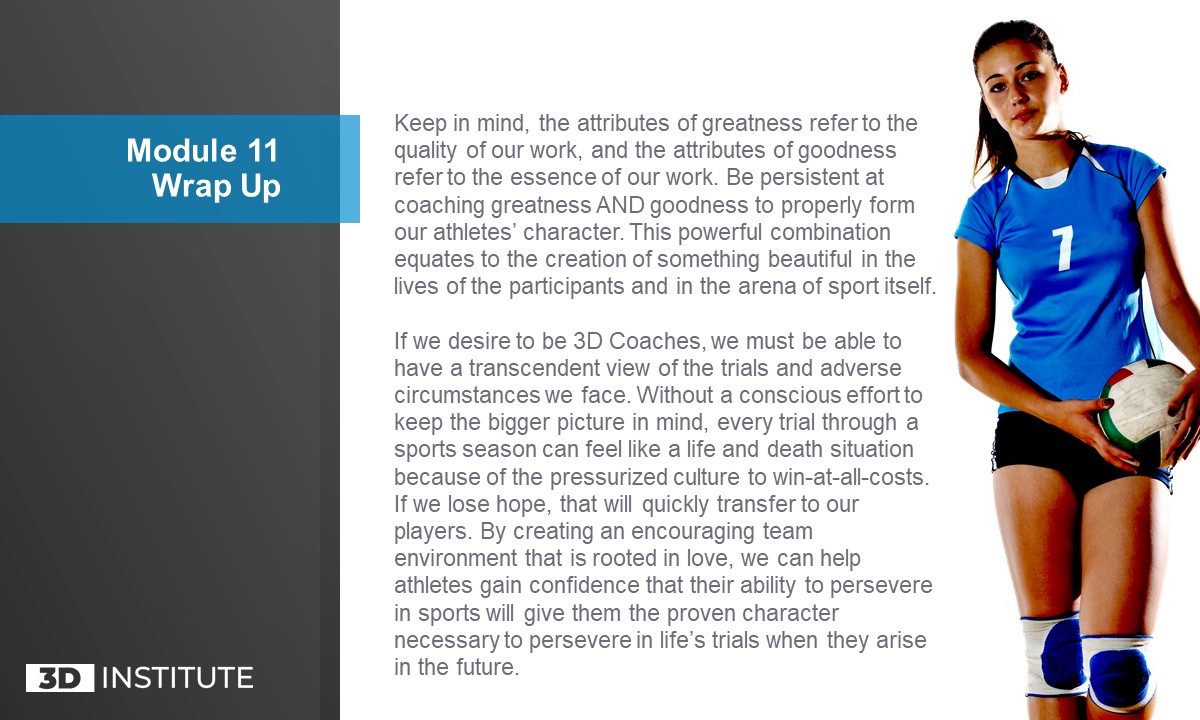 Module 11
Wrap Up
Keep in mind, the attributes of greatness refer to the
quality of our work, and the attributes of goodness
refer to the essence of our work. Be persistent at
coaching greatness AND goodness to properly form
our athletes’ character. This powerful combination
equates to the creation of something beautiful in the
lives of the participants and in the arena of sport itself.
If we desire to be 3D Coaches, we must be able to
have a transcendent view of the trials and adverse
circumstances we face. Without a conscious effort to
keep the bigger picture in mind, every trial through a
sports season can feel like a life and death situation
because of the pressurized culture to win-at-all-costs.
If we lose hope, that will quickly transfer to our
players. By creating an encouraging team
environment that is rooted in love, we can help
athletes gain confidence that their ability to persevere
in sports will give them the proven character
necessary to persevere in life’s trials when they arise
in the future.
1
3D INSTITUTE